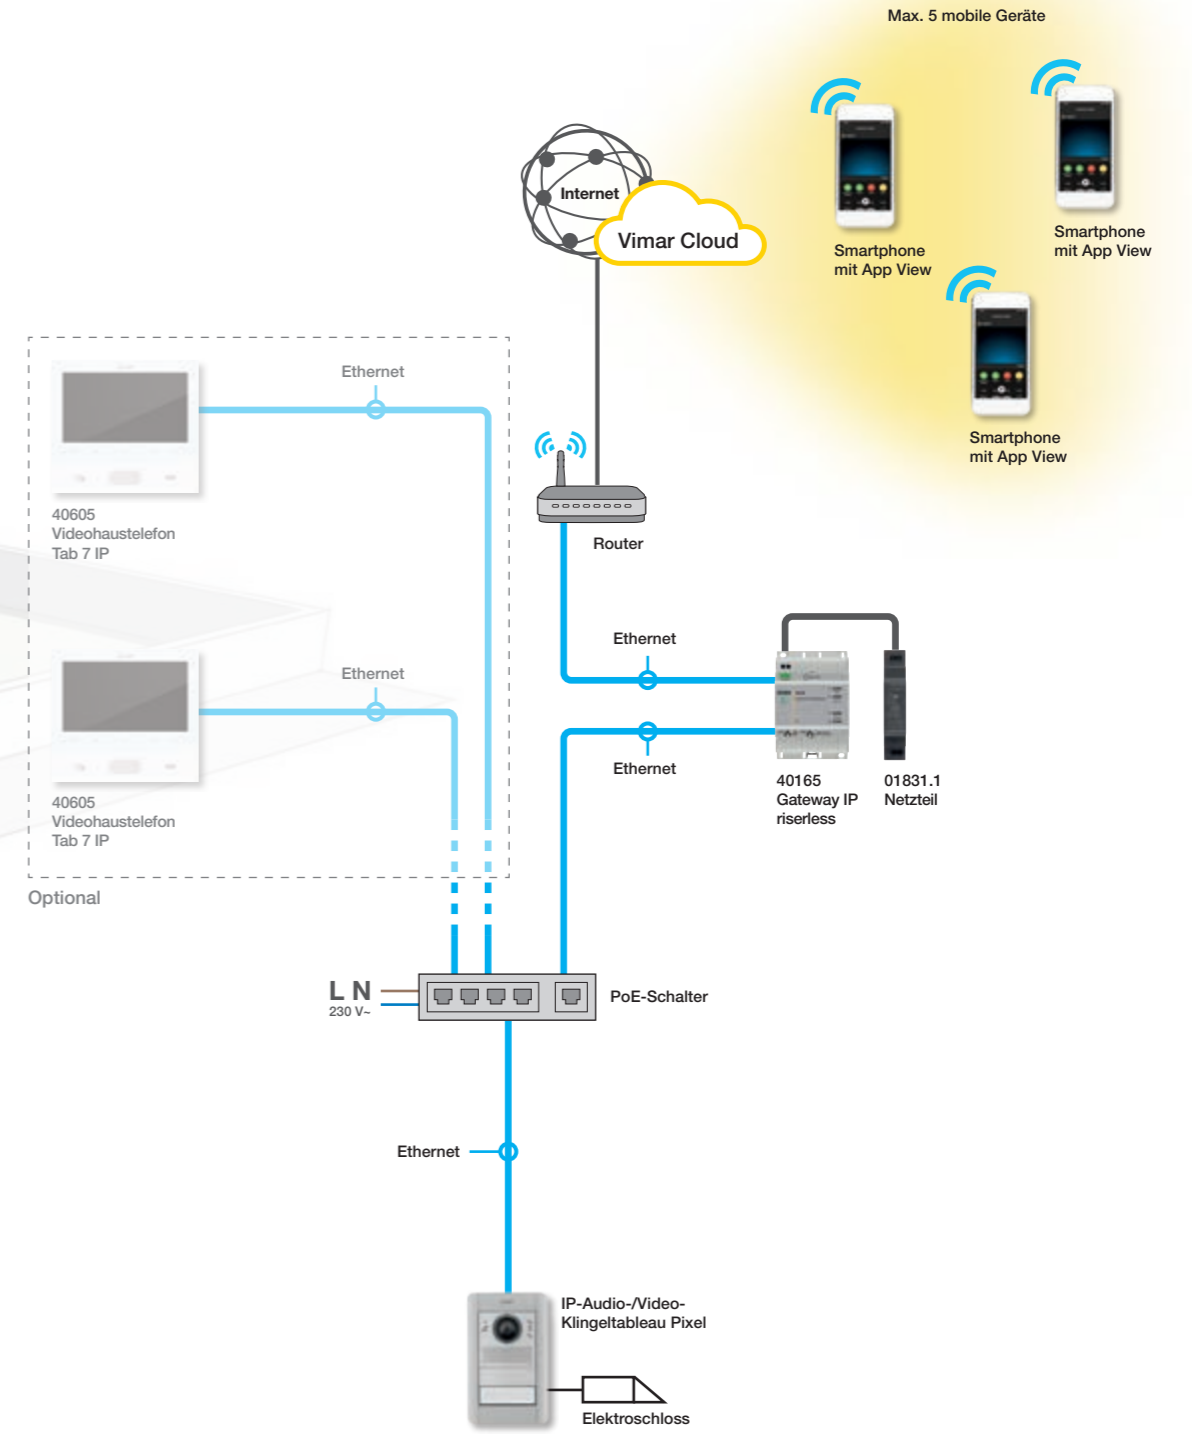 Max. 5 mobile Geräte
Internet
Vimar Cloud
Smartphone
mit App View
Smartphone
mit App View
Smartphone
mit App View
Ethernet
40605
Videohaustelefon
Tab 7 IP
Router
Ethernet
Ethernet
40605
Videohaustelefon
Tab 7 IP
Ethernet
40165
Gateway IP
riserless
01831.1
Netzteil
Optional
L N
230 V~
PoE-Schalter
Ethernet
IP-Audio-/Video-
Klingeltableau Pixel
Elektroschloss